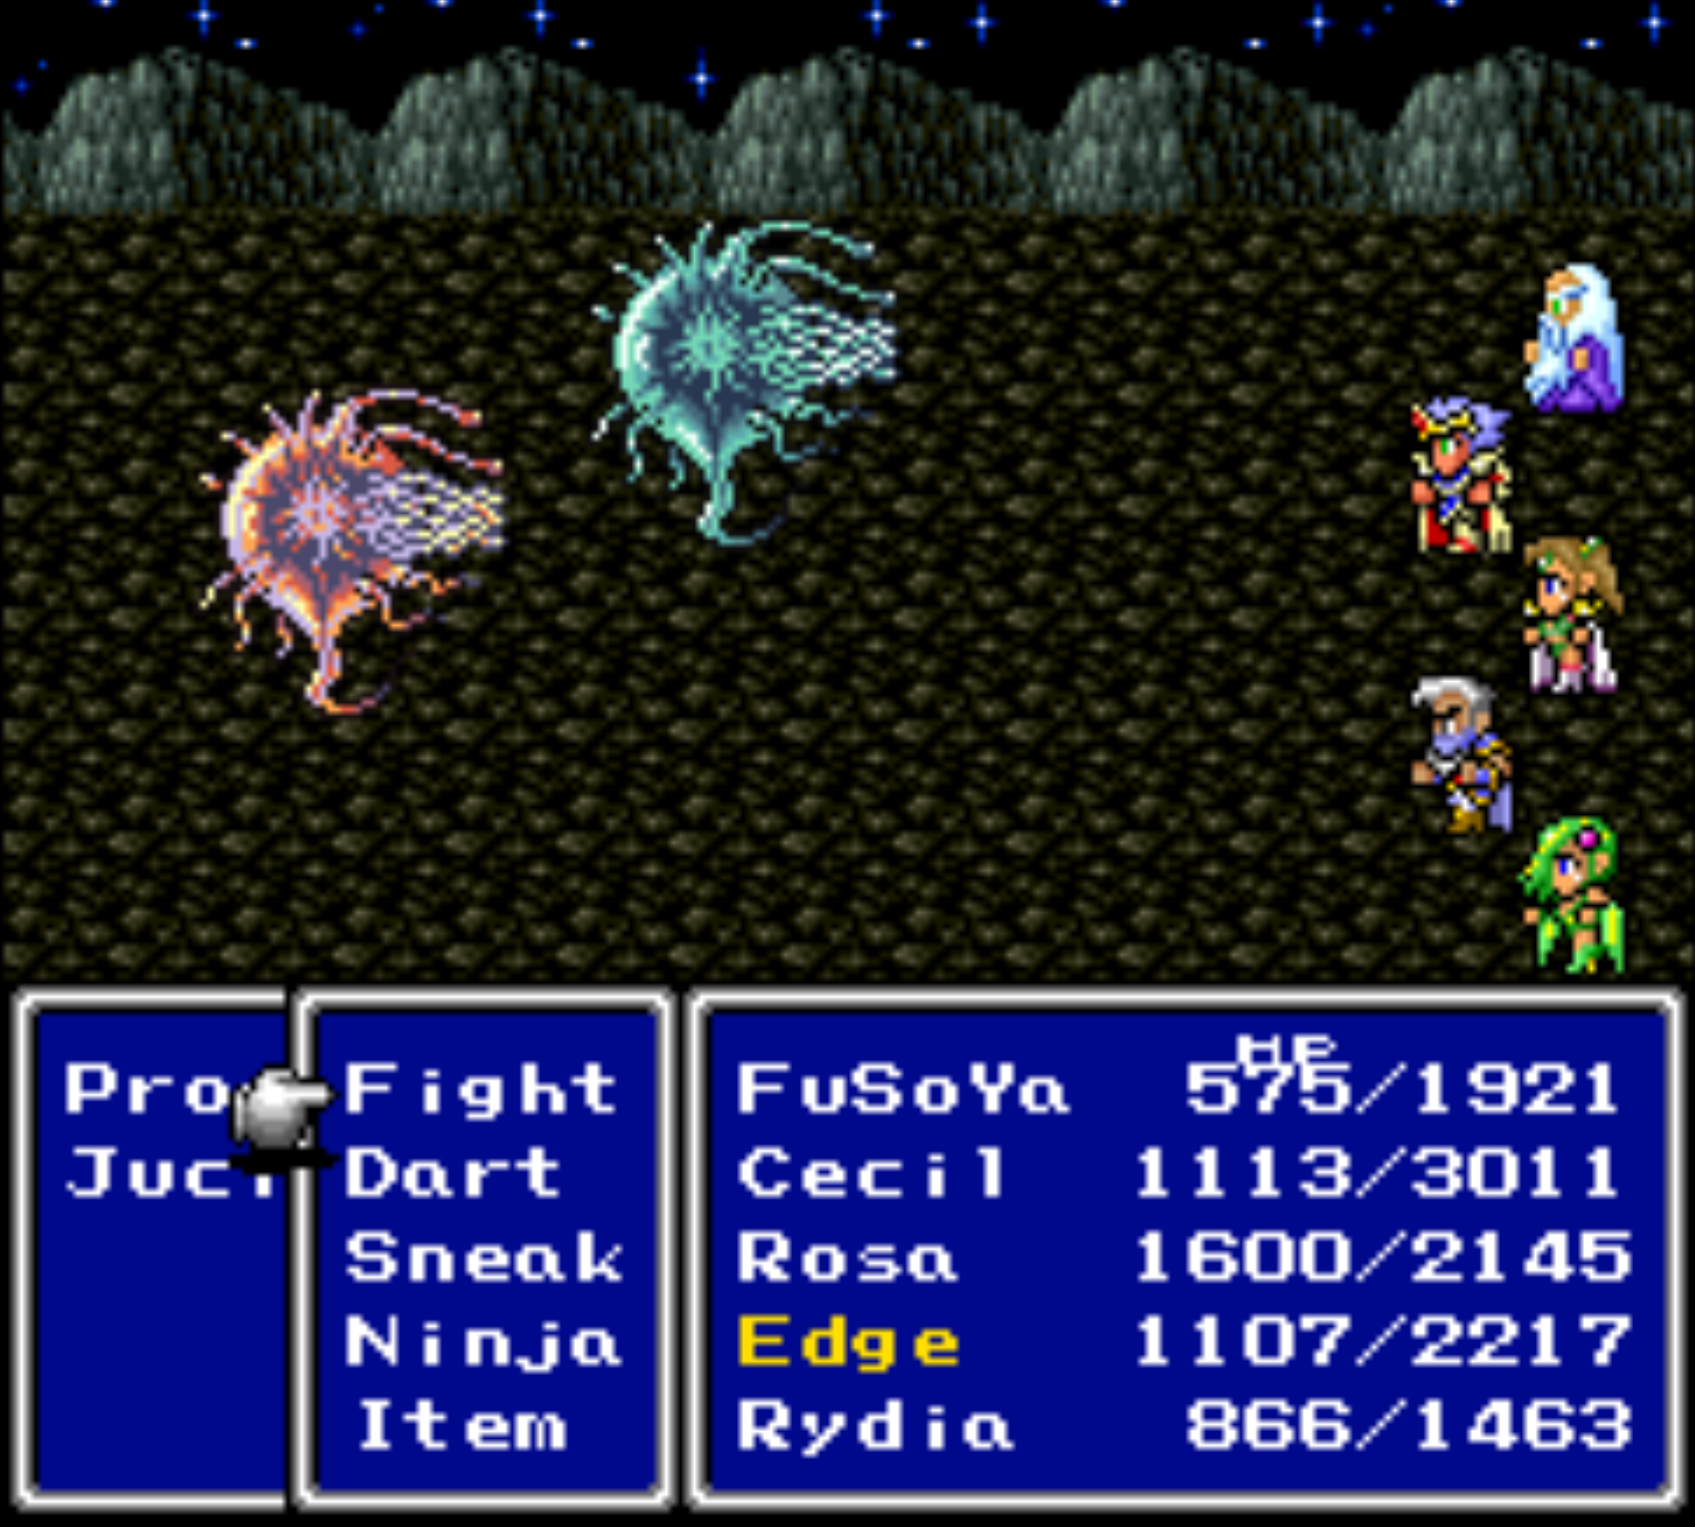 Pro
Juc
Fight
Dart
Sneak
Ninja
Item
HP
FuSoYa 575/1921
Cecil 1113/3011
Rosa 1600/2145
Edge 1107/2217
Rydia 866/1463